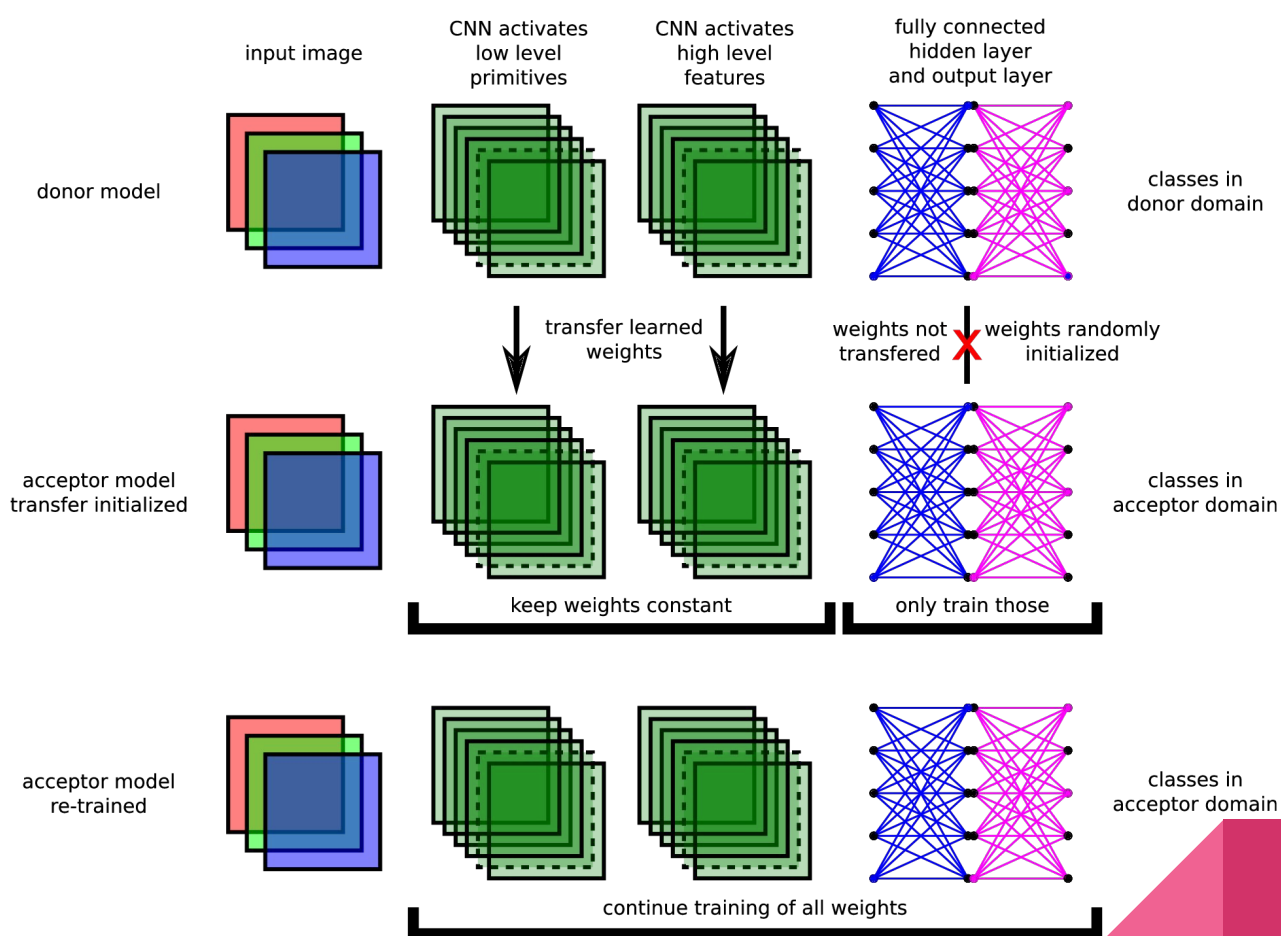 input image
CNN activates
low level
primitives
CNN activates
high level
features
fully connected
hidden layer
and output layer
donor model
classes in
donor domain
transfer learned
weights
weights not
transfered
X
weights randomly
initialized
acceptor model
transfer initialized
classes in
acceptor domain
keep weights constant
only train those
acceptor model
re-trained
classes in
acceptor domain
continue training of all weights